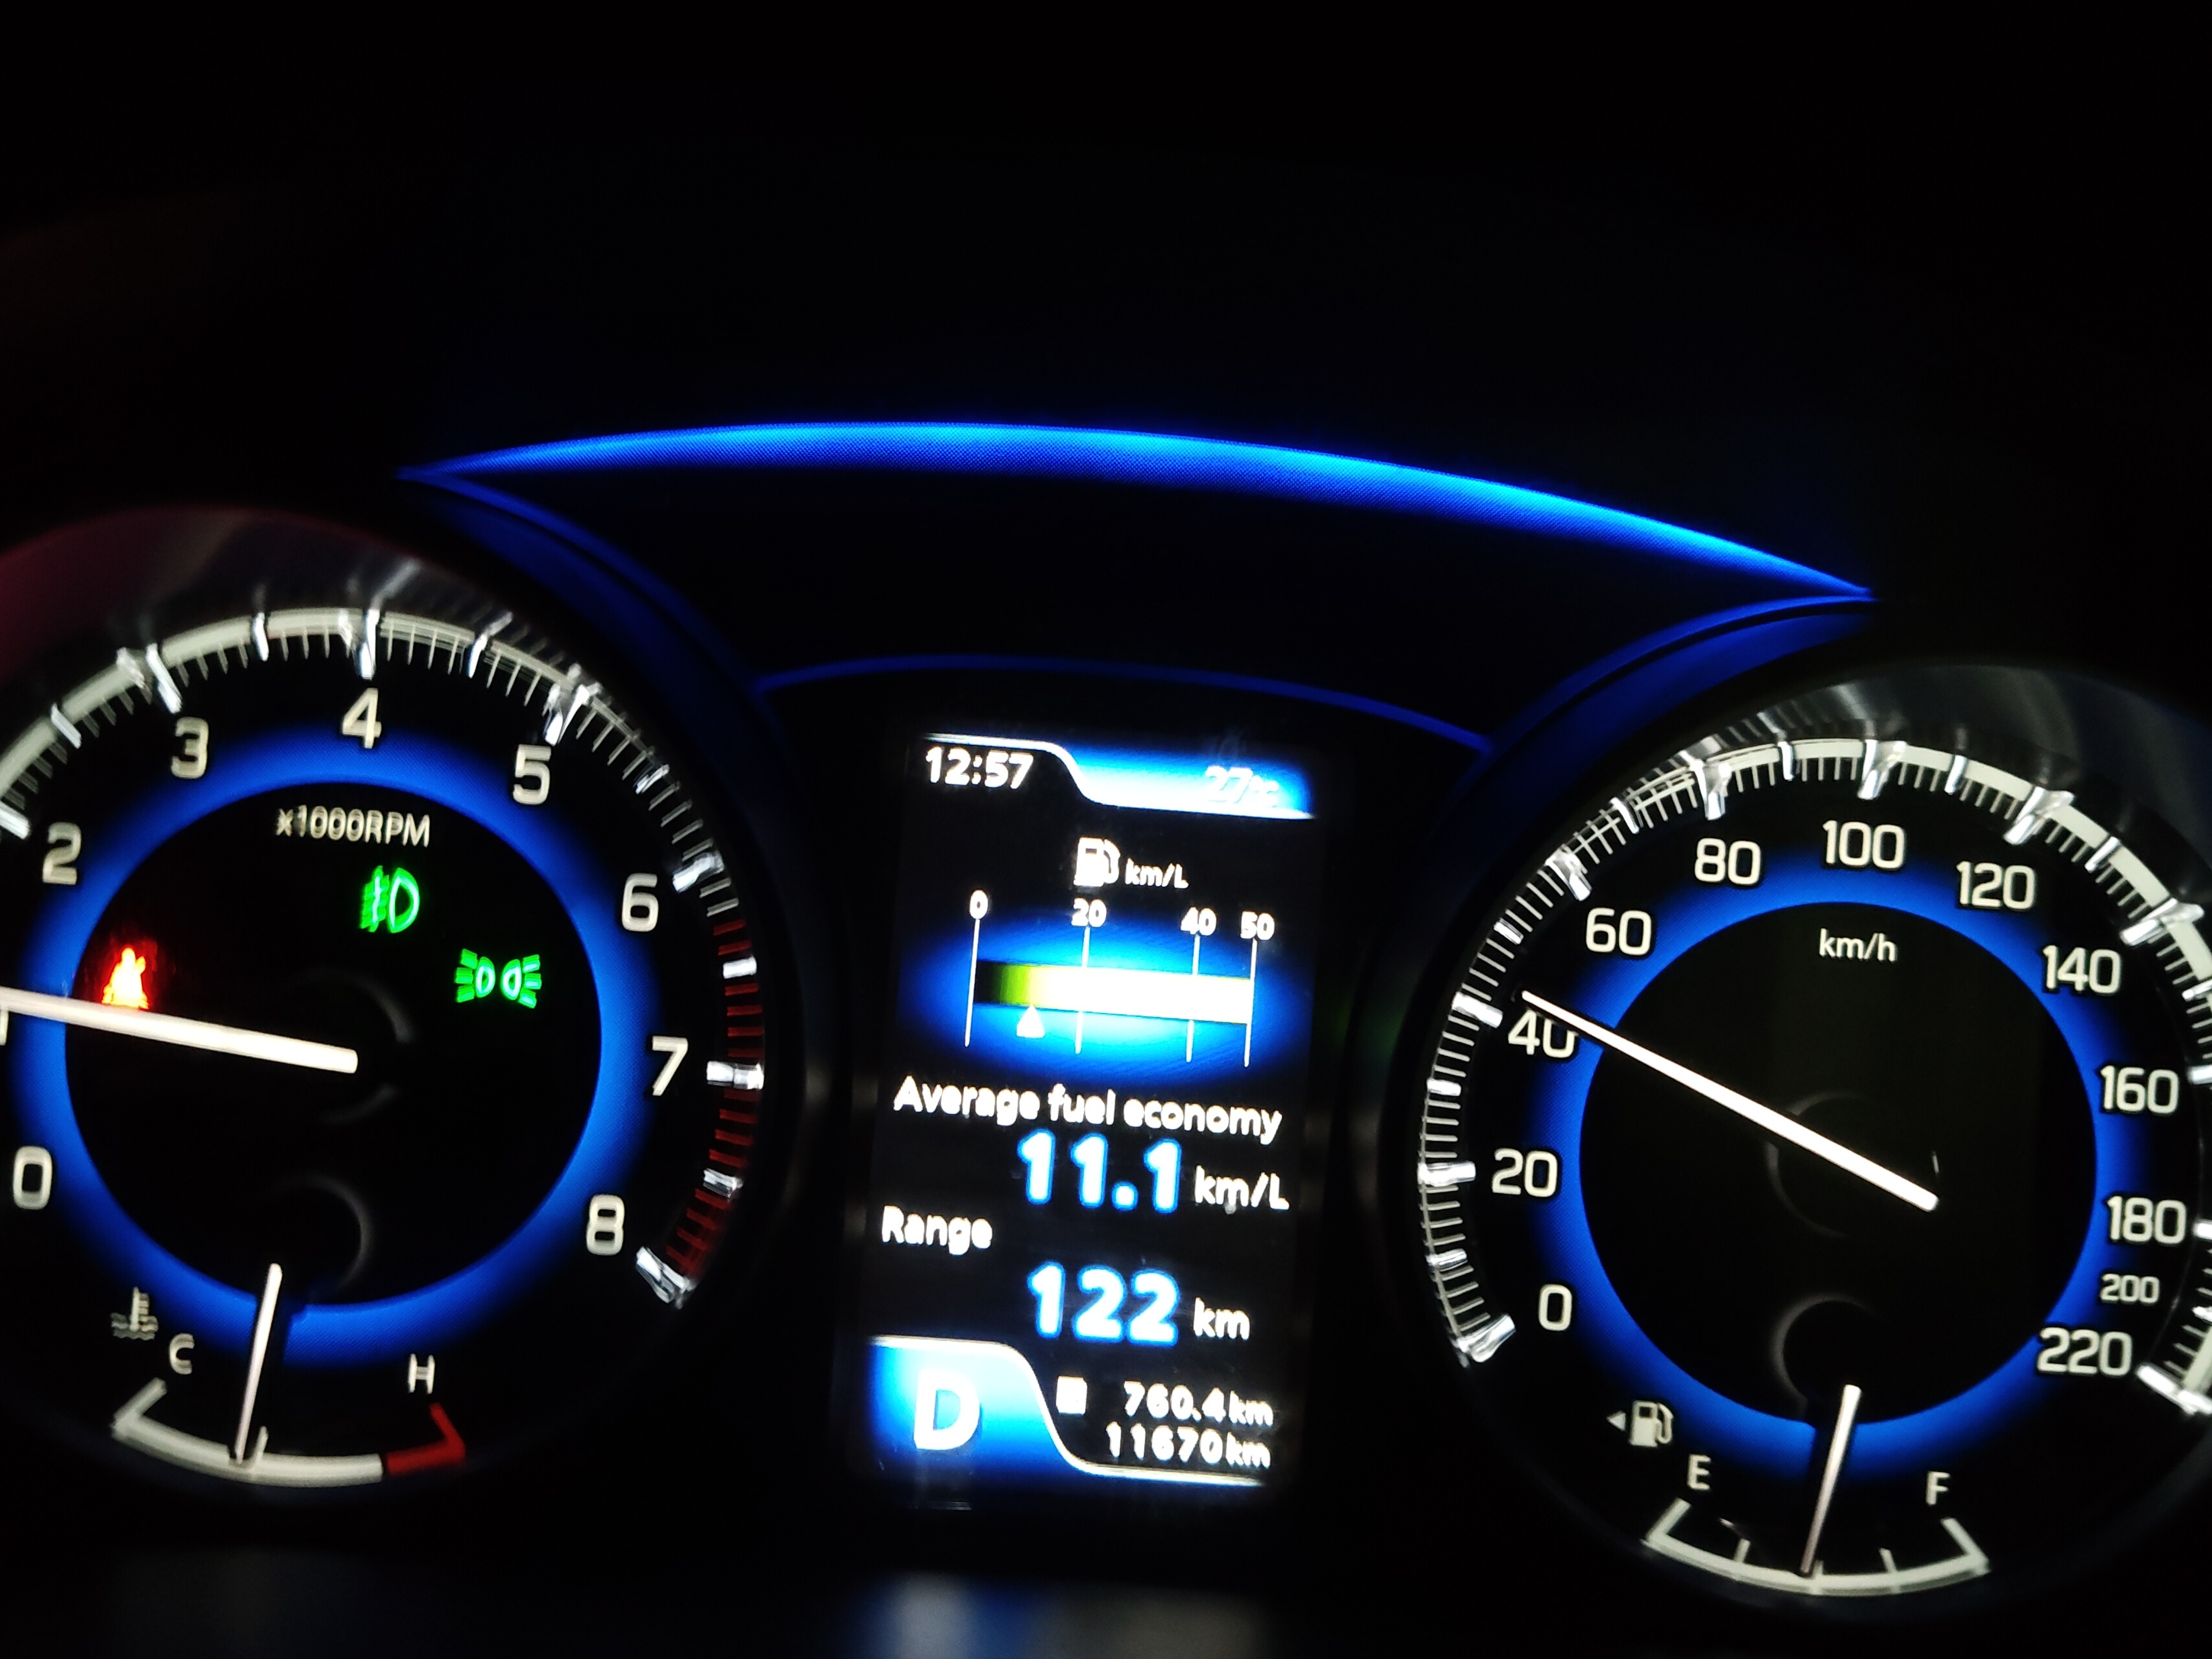 2
3
4
5
6
7
8
0
x1000RPM
C
H
12:57
27°C
km/L
0 20 40 50
Average fuel economy
11.1 km/L
Range
122 km
D
760.4km
11670km
0
20
40
60
80
100
120
140
160
180
200
220
km/h
E
F